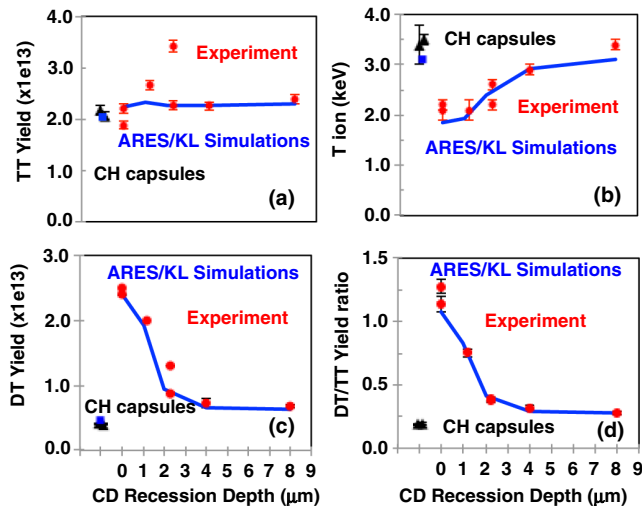 4.0
3.0
2.0
1.0
0.0
TT Yield (x1e13)
Experiment
ARES/KL Simulations
CH capsules
(a)
4.0
3.0
2.0
1.0
0.0
T ion (keV)
CH capsules
Experiment
ARES/KL Simulations
(b)
3.0
2.0
1.0
0.0
DT Yield (x1e13)
ARES/KL Simulations
Experiment
CH capsules
(c)
0 1 2 3 4 5 6 7 8 9
CD Recession Depth (μm)
1.5
1.0
0.5
0.0
DT/TT Yield ratio
ARES/KL Simulations
Experiment
CH capsules
(d)
0 1 2 3 4 5 6 7 8 9
CD Recession Depth (μm)